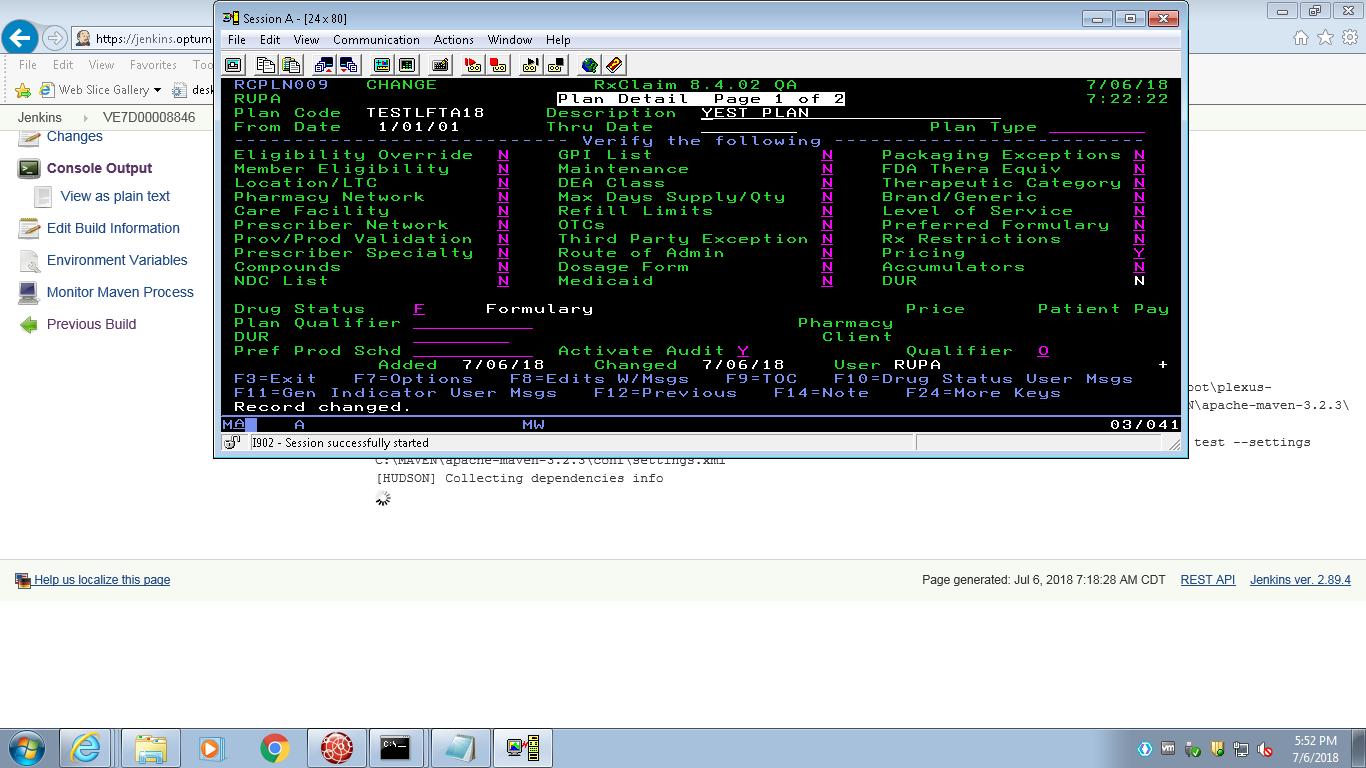 Session A - [24 x 80]
https://jenkins.optum
File Edit View Communication Actions Window Help
File Edit View Favorites Too
Web Slice Gallery desk
Jenkins VE7D00008846
Changes
Console Output
View as plain text
Edit Build Information
Environment Variables
Monitor Maven Process
Previous Build
RCPLN009 CHANGE RxClaim 8.4.02 QA 7/06/18
RUPA Plan Detail Page 1 of 2 7:22:22
Plan Code TESTLFTA18 Description YEST PLAN
From Date 1/01/01 Thru Date Plan Type
Verify the following
Eligibility Override N GPI List N Packaging Exceptions N
Member Eligibility N Maintenance N FDA Thera Equiv N
Location/LTC N DEA Class N Therapeutic Category N
Pharmacy Network N Max Days Supply/Qty N Brand/Generic N
Care Facility N Refill Limits N Level of Service N
Prescriber Network N OTCs N Preferred Formulary N
Prov/Prod Validation N Third Party Exception N Rx Restrictions N
Prescriber Specialty N Route of Admin N Pricing Y
Compounds N Dosage Form N Accumulators N
NDC List N Medicaid N DUR N
Drug Status F Formulary Price Patient Pay
Plan Qualifier Pharmacy
DUR Client
Pref Prod Schd Activate Audit Y Qualifier O
Added 7/06/18 Changed 7/06/18 User RUPA +
F3=Exit F7=Options F8=Edits W/Msgs F9=TOC F10=Drug Status User Msgs
F11=Gen Indicator User Msgs F12=Previous F14=Note F24=More Keys
Record changed.
MA A MW 03/041
I902 - Session successfully started
oot\plexus-
N\apache-maven-3.2.3\
test --settings
C:\MAVEN\apache-maven-3.2.3\conf\settings.xml
[HUDSON] Collecting dependencies info
Help us localize this page
Page generated: Jul 6, 2018 7:18:28 AM CDT REST API Jenkins ver. 2.89.4
5:52 PM
7/6/2018